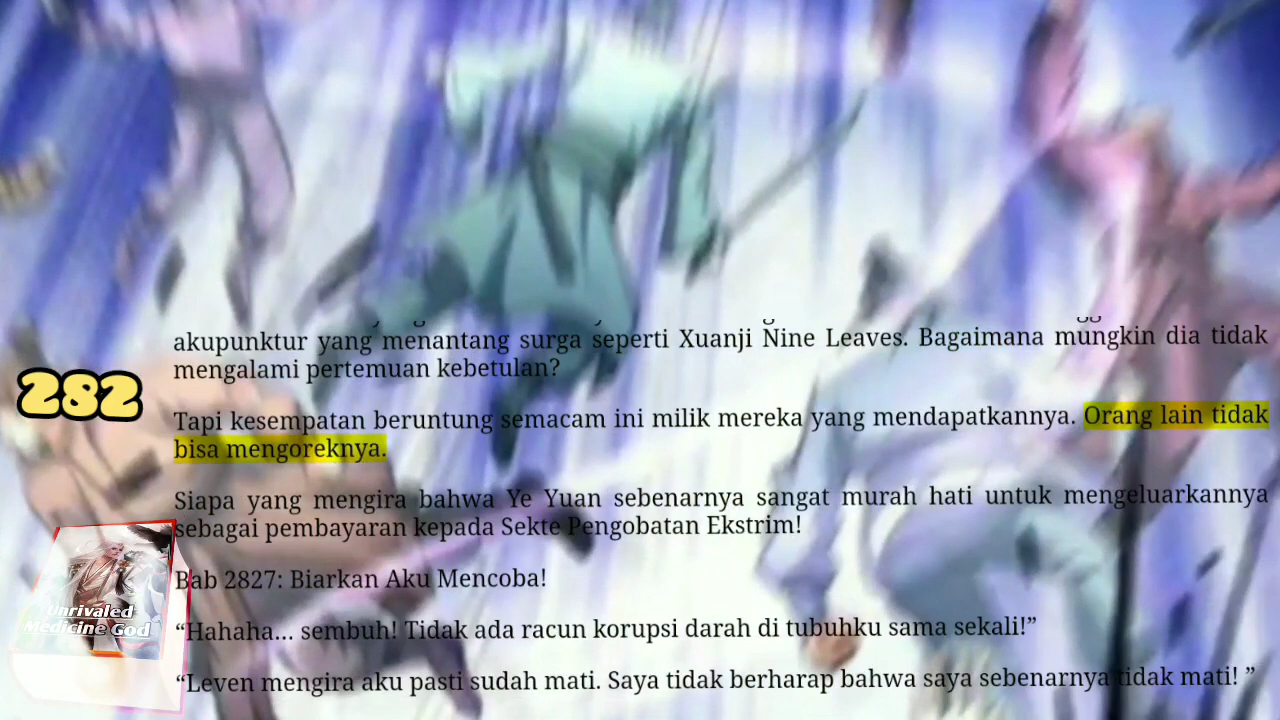 akupunktur yang menantang surga seperti Xuanji Nine Leaves. Bagaimana mungkin dia tidak
mengalami pertemuan kebetulan?
Tapi kesempatan beruntung semacam ini milik mereka yang mendapatkannya. Orang lain tidak
bisa mengoreknya.
Siapa yang mengira bahwa Ye Yuan sebenarnya sangat murah hati untuk mengeluarkannya
sebagai pembayaran kepada Sekte Pengobatan Ekstrim!
Bab 2827: Biarkan Aku Mencoba!
“Hahaha… sembuh! Tidak ada racun korupsi darah di tubuhku sama sekali!”
“Leven mengira aku pasti sudah mati. Saya tidak berharap bahwa saya sebenarnya tidak mati! ”
282
Unrivaled
Medicine God